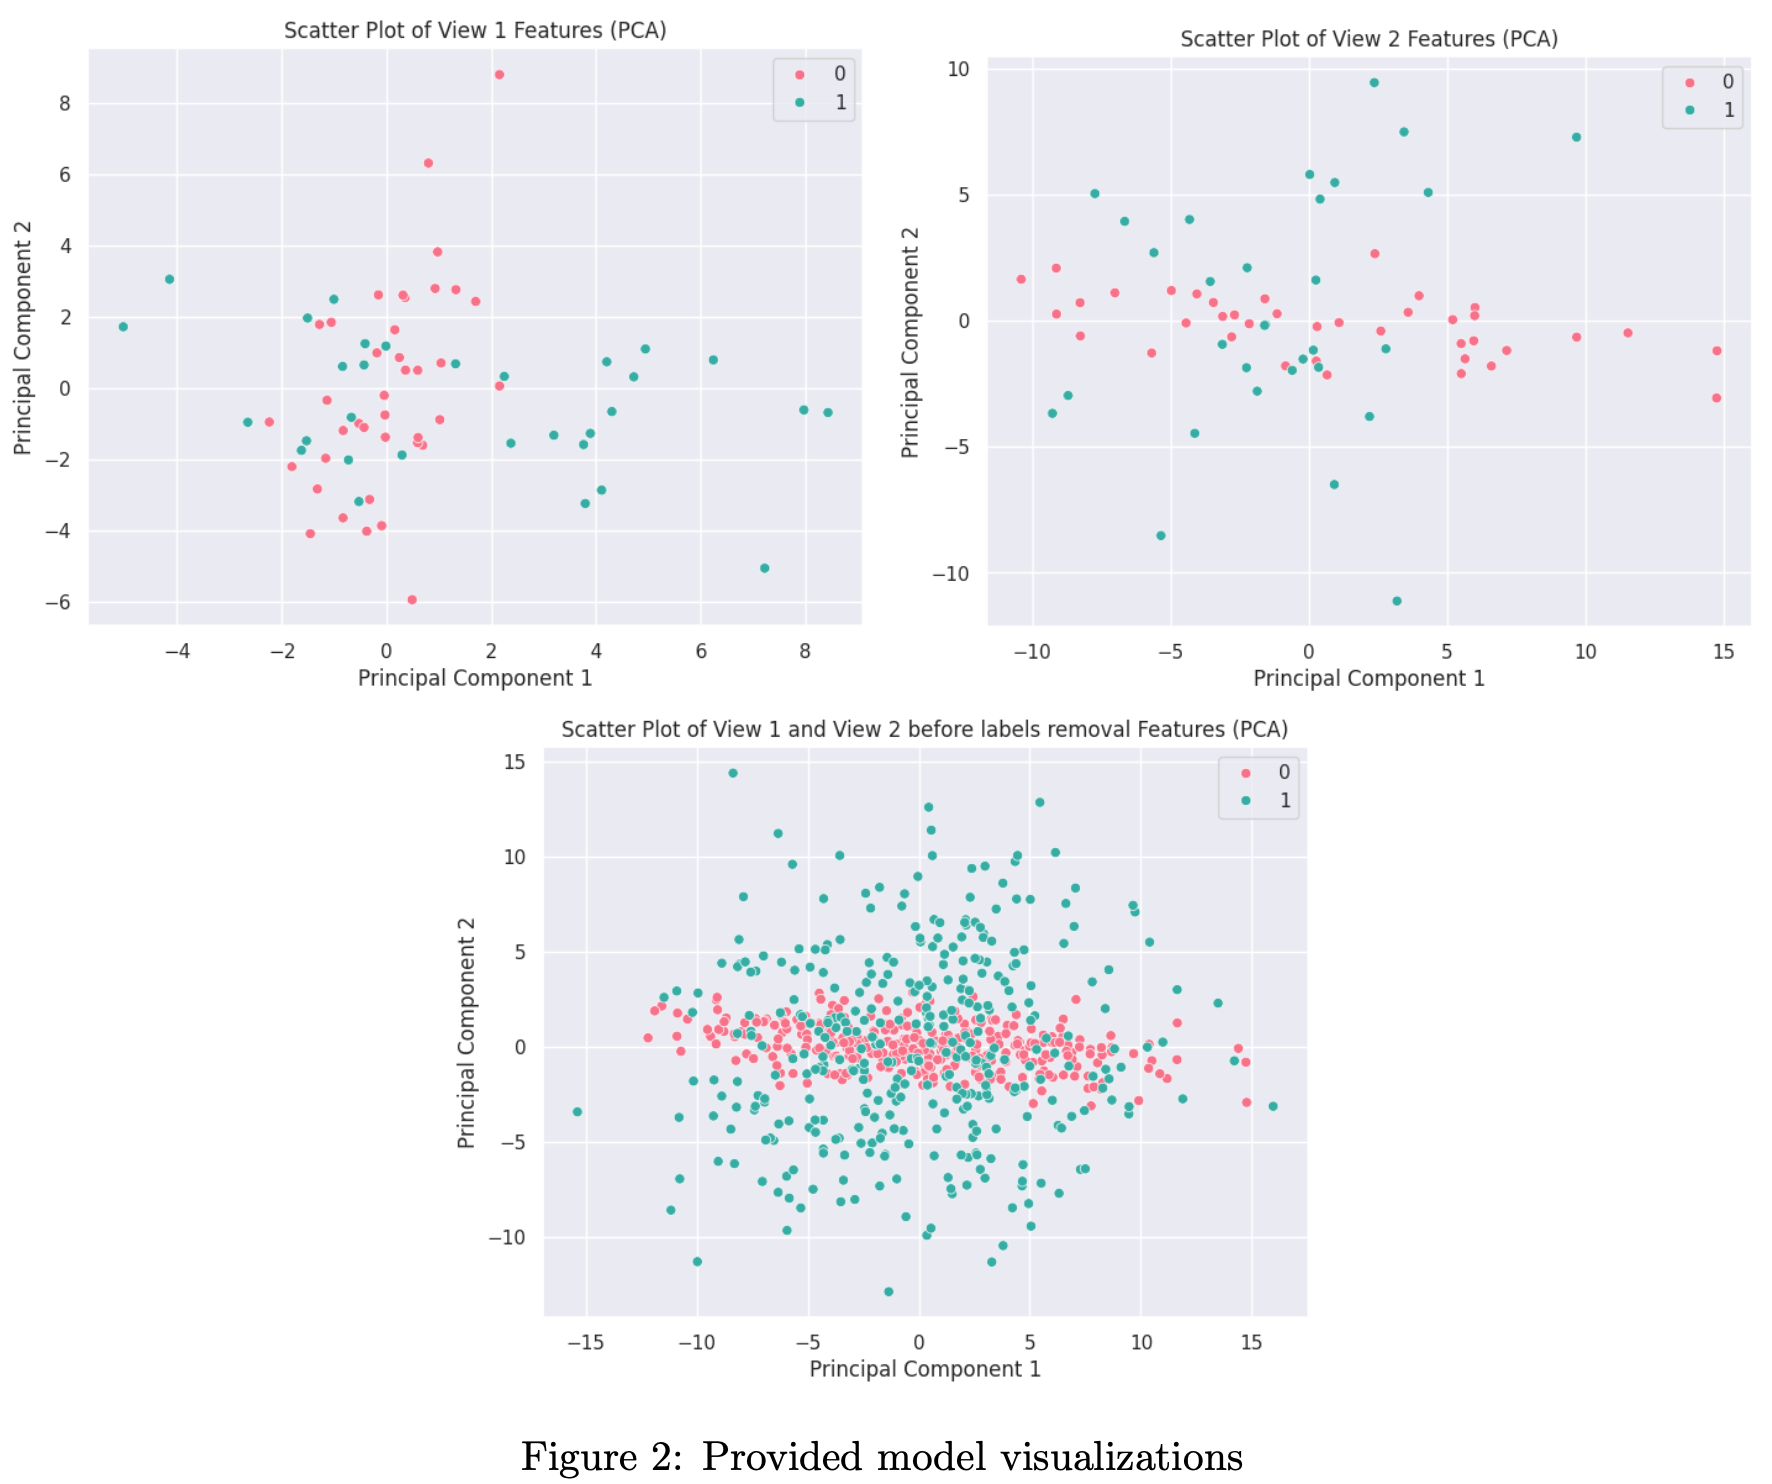 Scatter Plot of View 1 Features (PCA)
0
1
8
6
4
2
0
−2
−4
−6
Principal Component 2
−4 −2 0 2 4 6 8
Principal Component 1
Scatter Plot of View 2 Features (PCA)
0
1
10
5
0
−5
−10
Principal Component 2
−10 −5 0 5 10 15
Principal Component 1
Scatter Plot of View 1 and View 2 before labels removal Features (PCA)
0
1
15
10
5
0
−5
−10
Principal Component 2
−15 −10 −5 0 5 10 15
Principal Component 1
Figure 2: Provided model visualizations